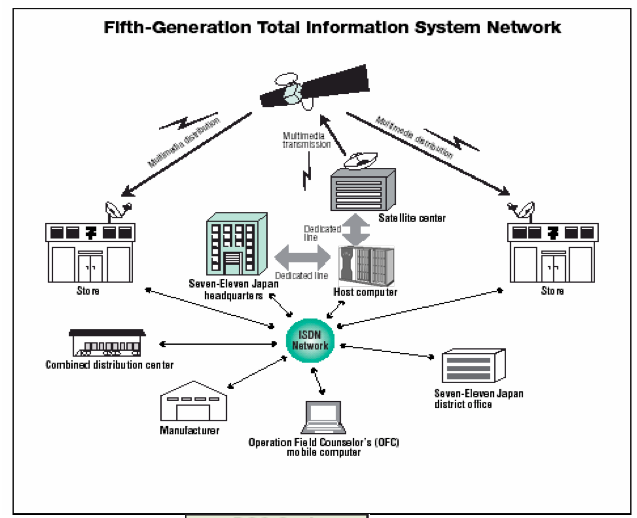 Fifth-Generation Total Information System Network
Multimedia distribution
Multimedia
transmission
Multimedia distribution
Satellite center
Dedicated
line
Dedicated line
7
Store
Seven-Eleven Japan
headquarters
Host computer
7
Store
ISDN
Network
Combined distribution center
Seven-Eleven Japan
district office
Manufacturer
Operation Field Counselor's (OFC)
mobile computer